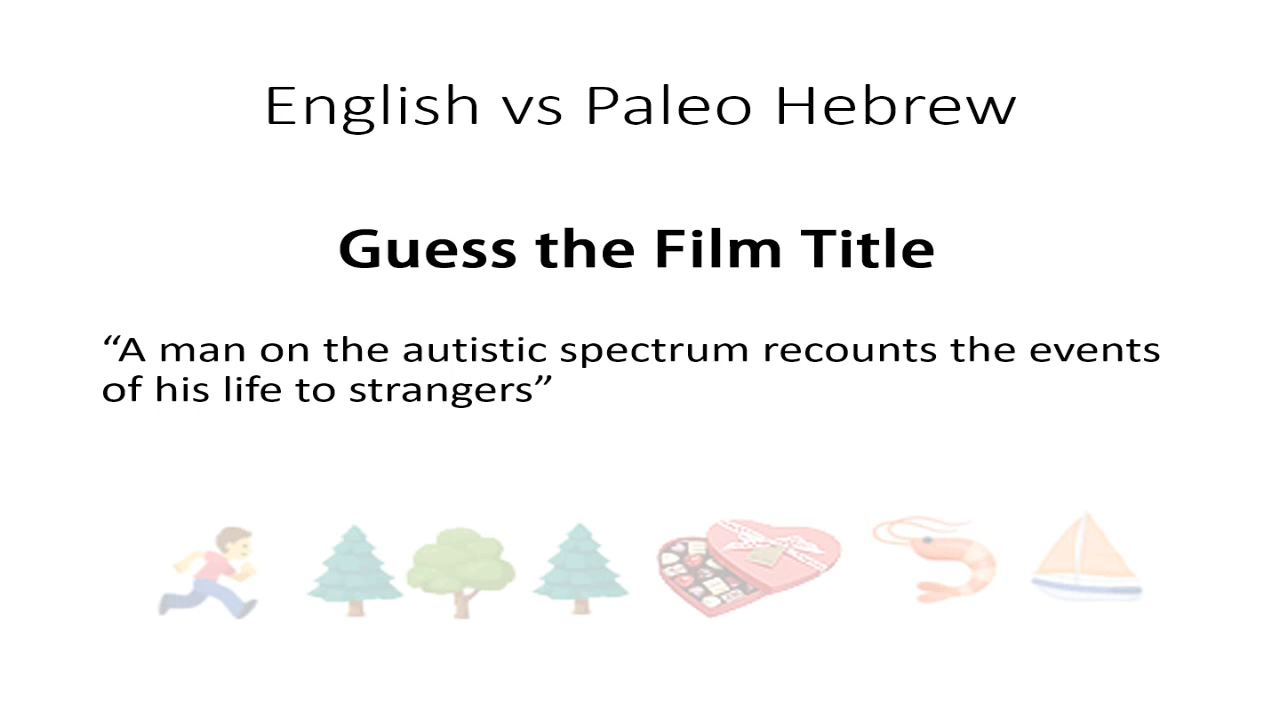 English vs Paleo Hebrew
Guess the Film Title
“A man on the autistic spectrum recounts the events
of his life to strangers”